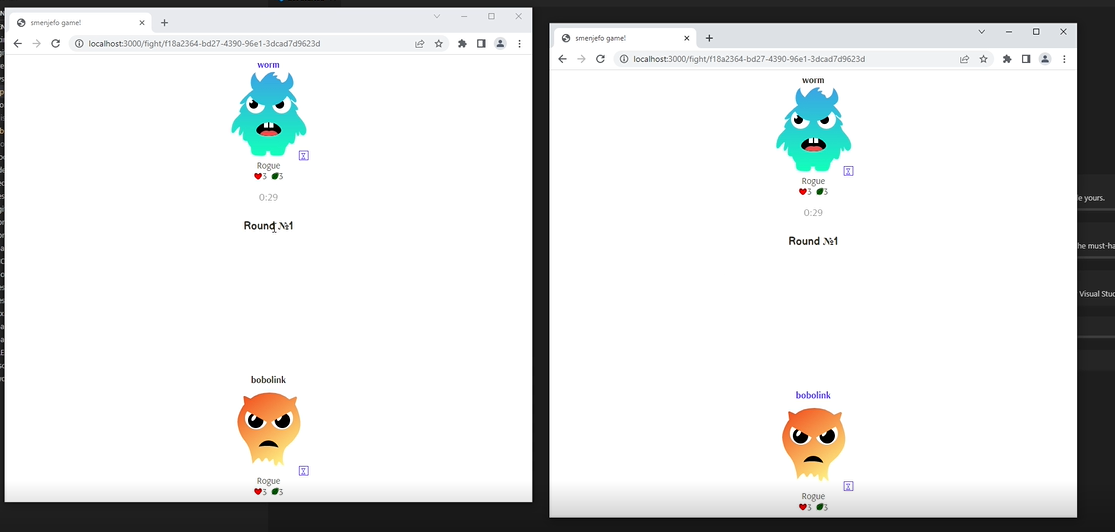 smenjefo game!
localhost:3000/fight/f18a2364-bd27-4390-96e1-3dcad7d9623d
worm
Rogue
3 3
0:29
Round №1
bobolink
Rogue
3 3
smenjefo game!
localhost:3000/fight/f18a2364-bd27-4390-96e1-3dcad7d9623d
worm
Rogue
3 3
0:29
Round №1
bobolink
Rogue
3 3
e yours.
he must-ha
Visual Stud